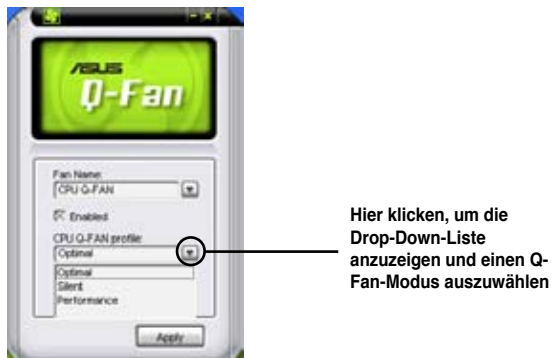 ASUS
Q-Fan
Fan Name:
CPU Q-FAN
Enabled
CPU Q-FAN profile:
Optimal
Optimal
Silent
Performance
Apply
Hier klicken, um die
Drop-Down-Liste
anzuzeigen und einen Q-
Fan-Modus auszuwählen